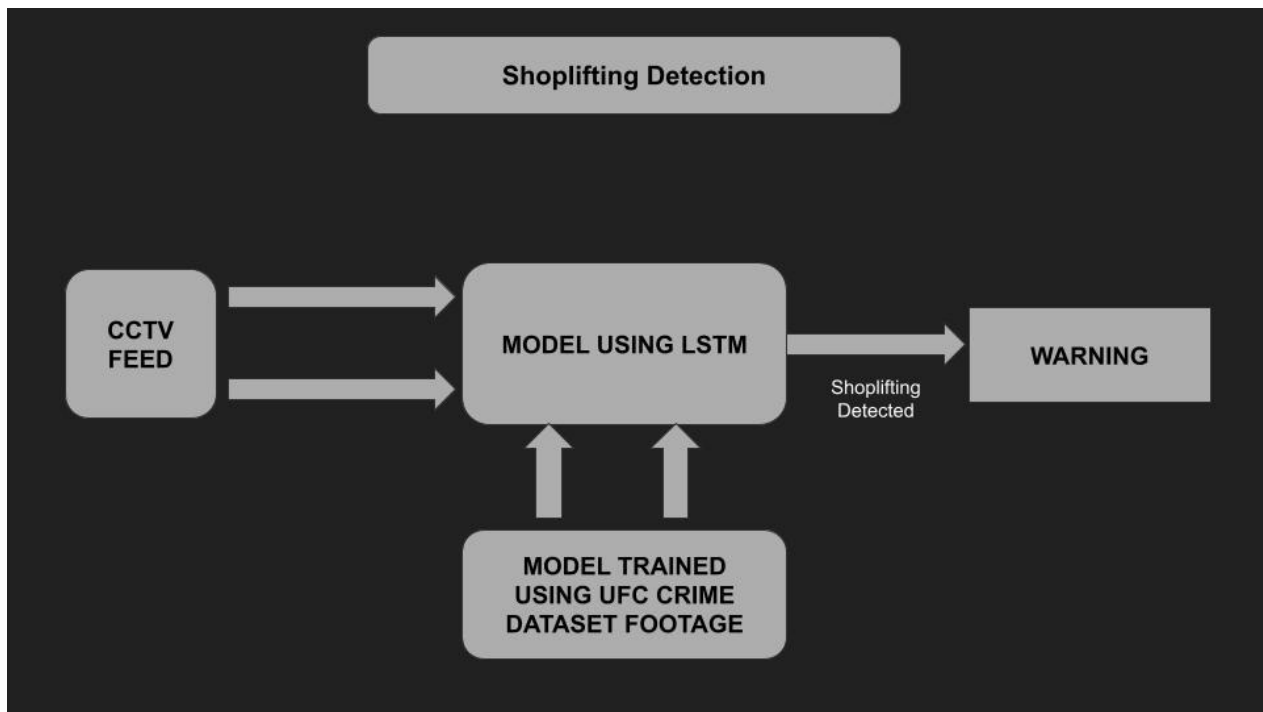 Shoplifting Detection
CCTV
FEED
MODEL USING LSTM
WARNING
Shoplifting
Detected
MODEL TRAINED
USING UFC CRIME
DATASET FOOTAGE